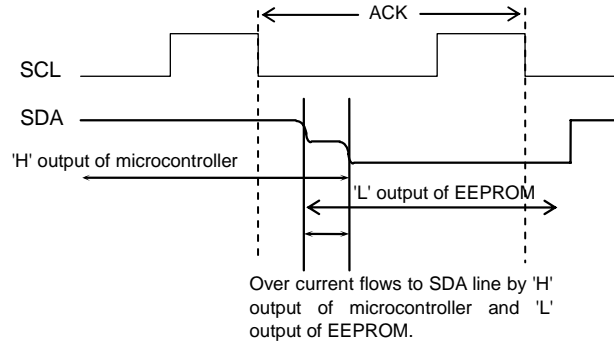 ACK
SCL
SDA
'H' output of microcontroller
'L' output of EEPROM
Over current flows to SDA line by 'H'
output of microcontroller and 'L'
output of EEPROM.